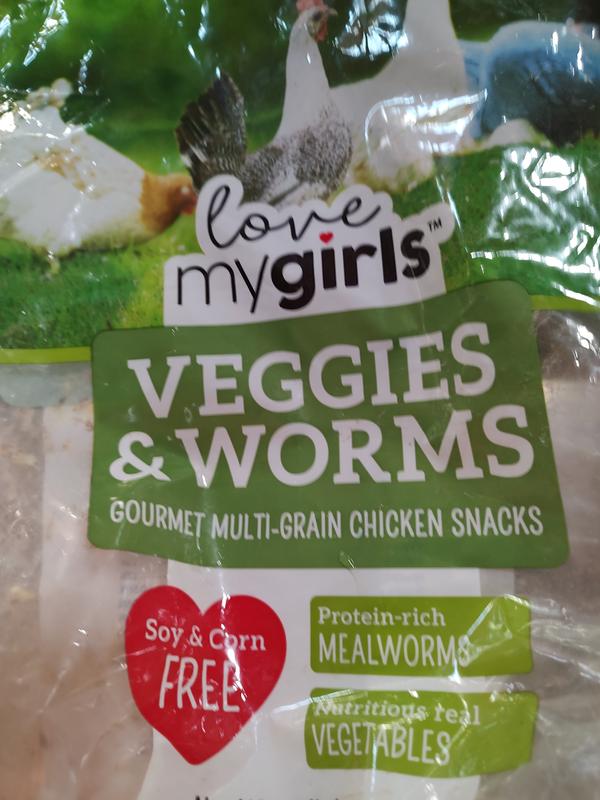 love
mygirls™
VEGGIES
& WORMS
GOURMET MULTI-GRAIN CHICKEN SNACKS
Soy & Corn
FREE
Protein-rich
MEALWORMS
Nutritious real
VEGETABLES